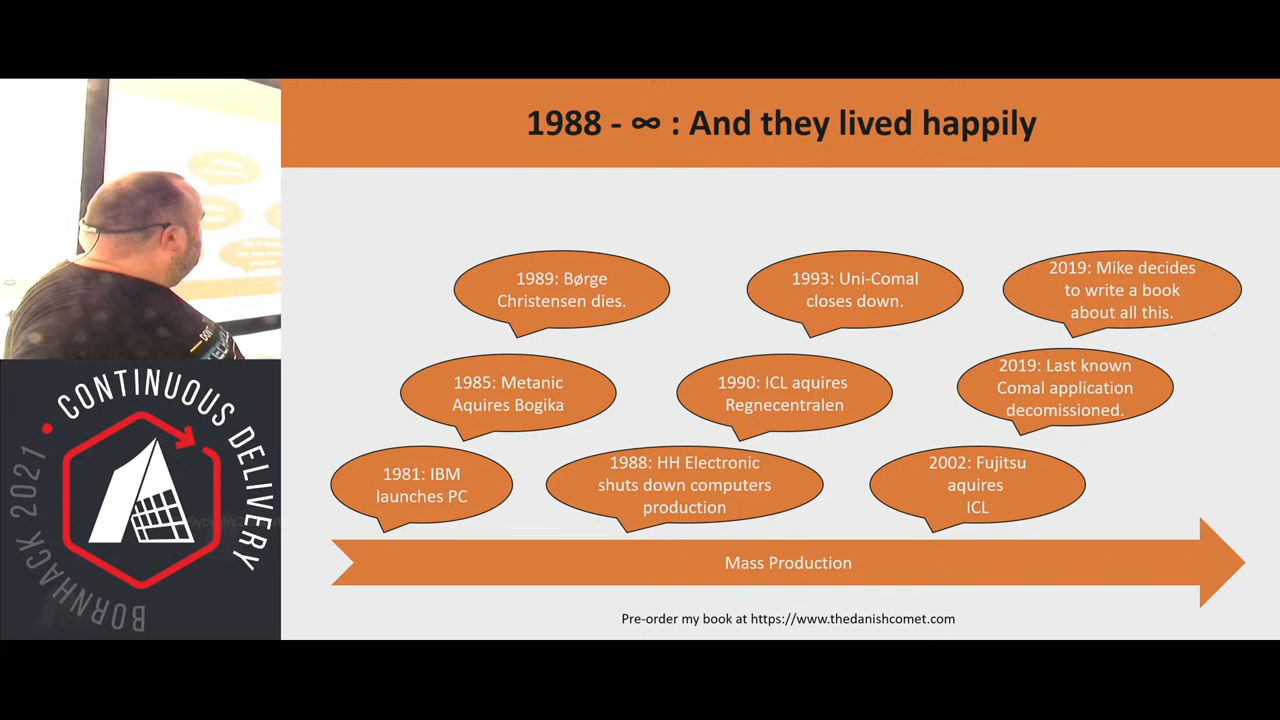 1988 - ∞ : And they lived happily
1989: Børge
Christensen dies.
1993: Uni-Comal
closes down.
2019: Mike decides
to write a book
about all this.
1985: Metanic
Aquires Bogika
1990: ICL aquires
Regnecentralen
2019: Last known
Comal application
decomissioned.
1981: IBM
launches PC
1988: HH Electronic
shuts down computers
production
2002: Fujitsu
aquires
ICL
Mass Production
Pre-order my book at https://www.thedanishcomet.com
CONTINUOUS DELIVERY
BORNHACK 2021